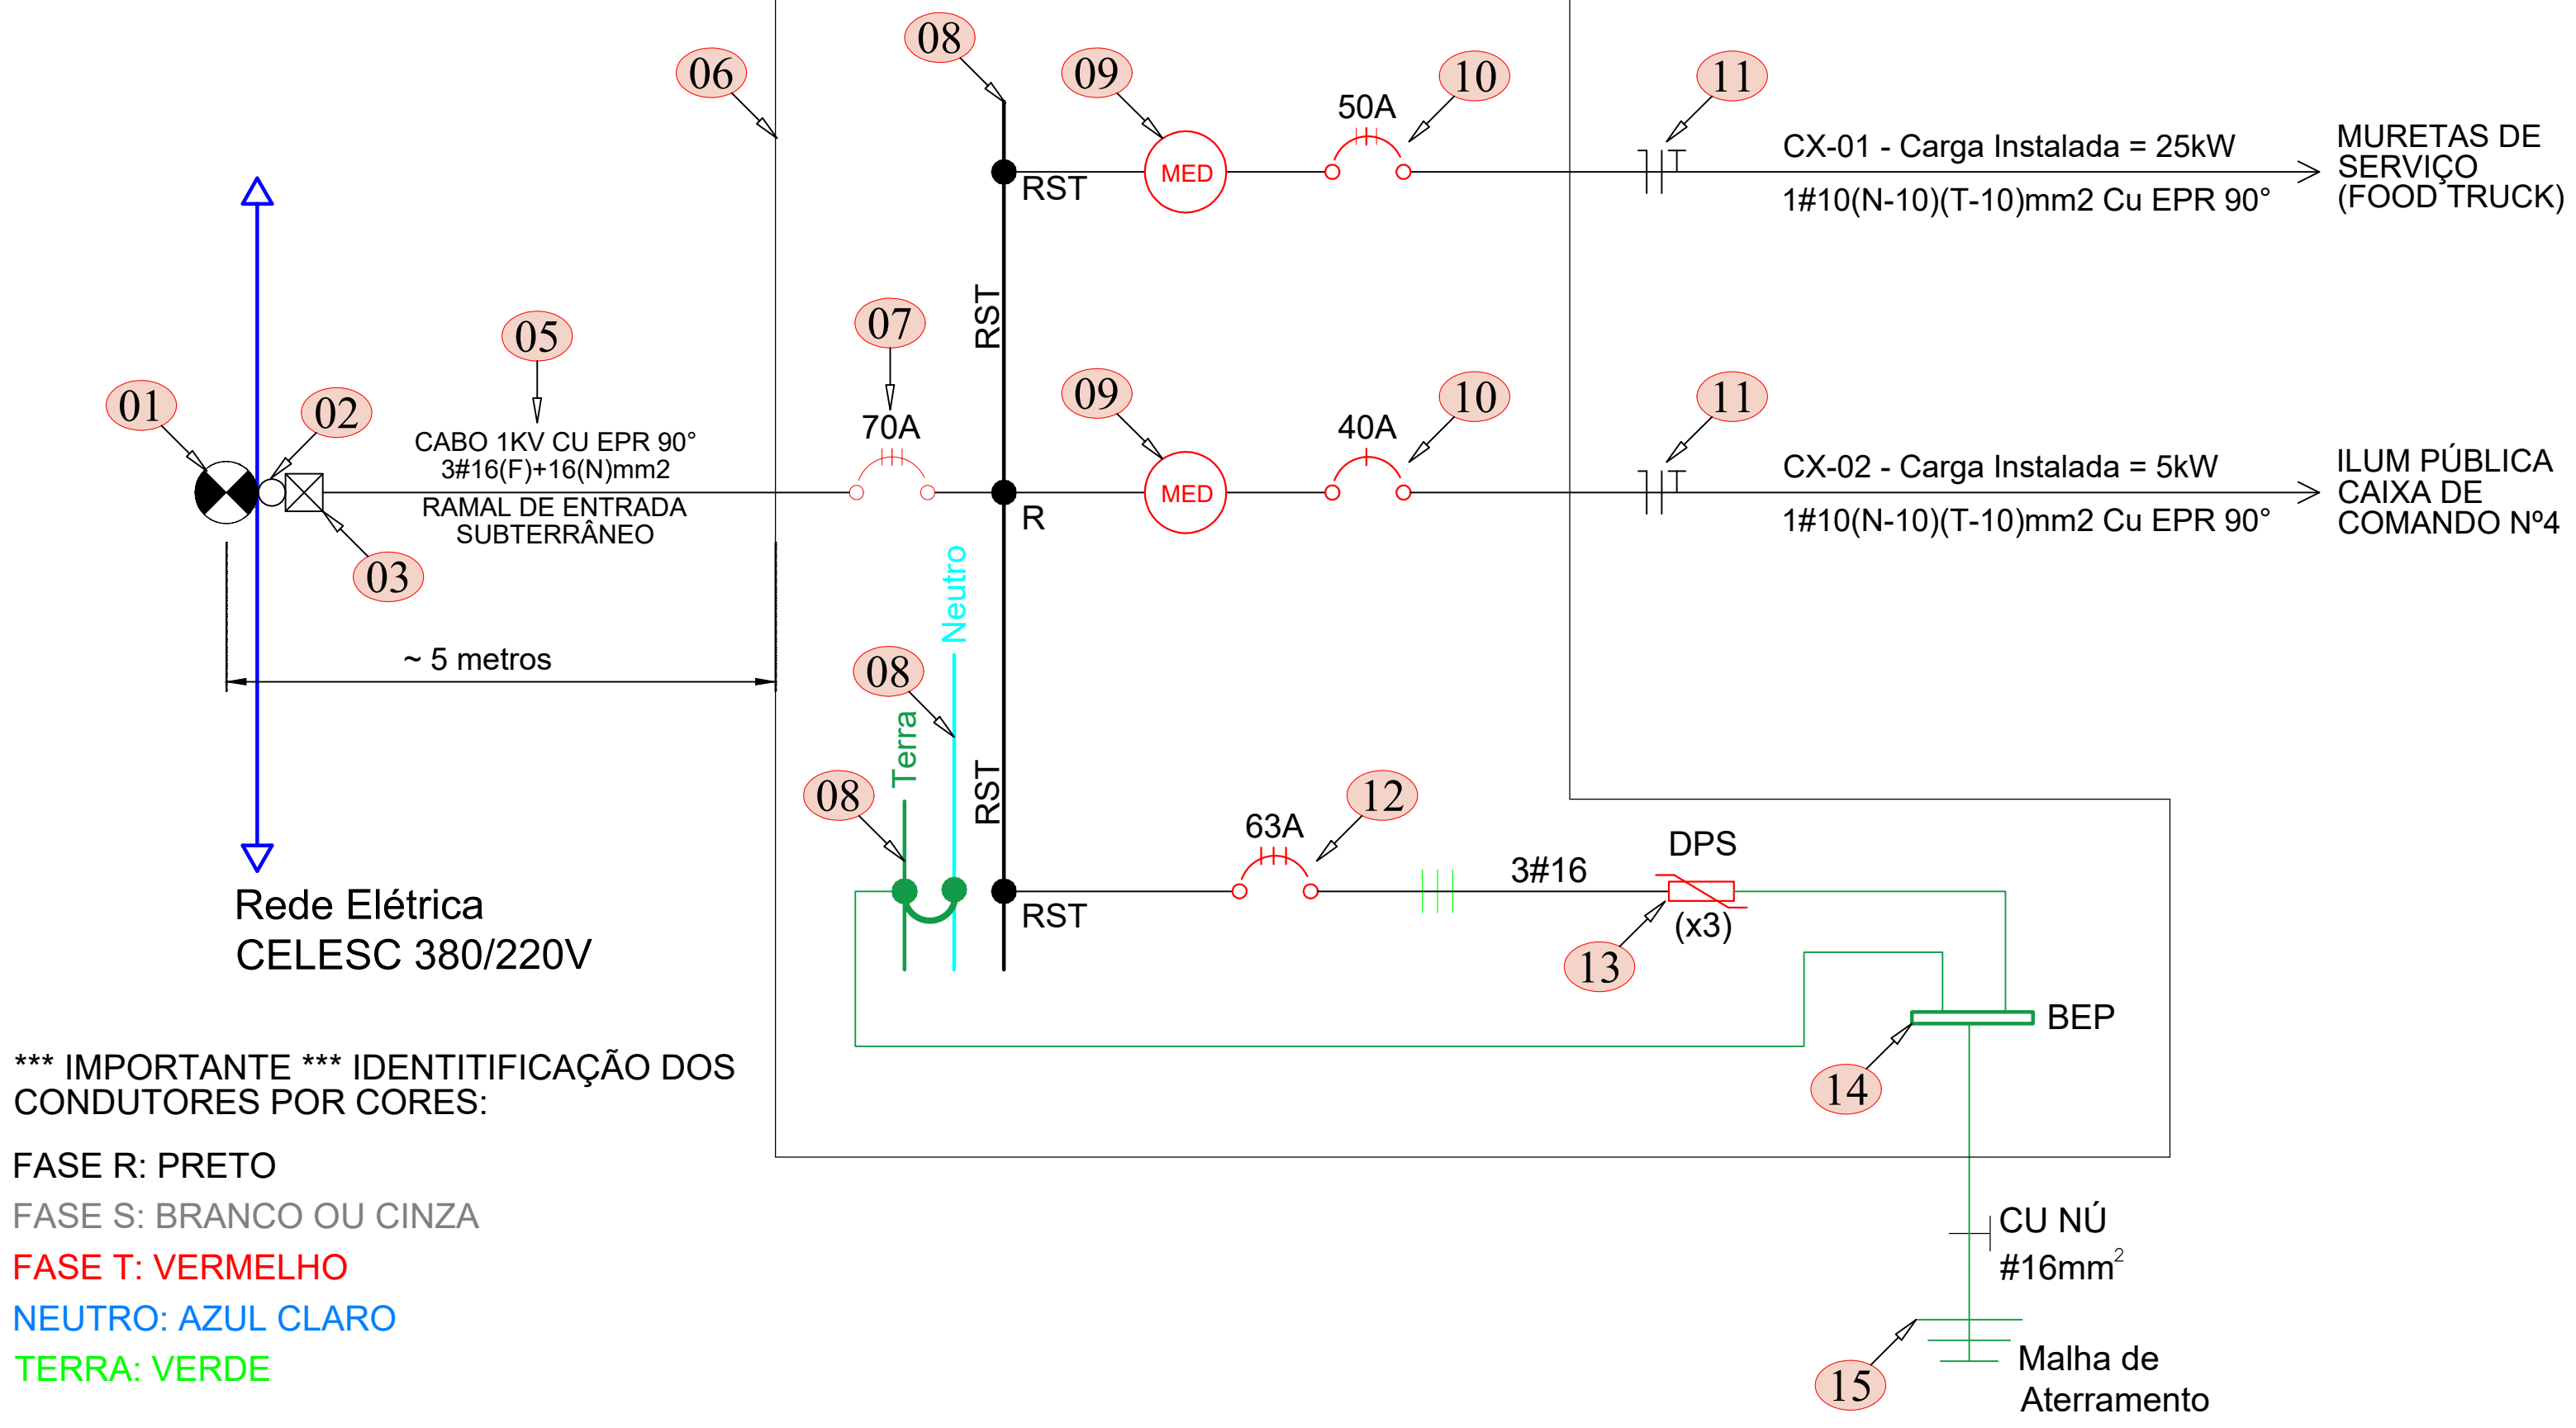 08
06
09
10
11
50A
CX-01 - Carga Instalada = 25kW
1#10(N-10)(T-10)mm2 Cu EPR 90°
MURETAS DE
SERVIÇO
(FOOD TRUCK)
MED
RST
RST
05
07
09
10
11
01
02
CABO 1KV CU EPR 90°
3#16(F)+16(N)mm2
RAMAL DE ENTRADA
SUBTERRÂNEO
03
70A
40A
MED
R
CX-02 - Carga Instalada = 5kW
1#10(N-10)(T-10)mm2 Cu EPR 90°
ILUM PÚBLICA
CAIXA DE
COMANDO Nº4
~ 5 metros
Neutro
08
Terra
08
RST
12
63A
3#16
DPS
(x3)
RST
13
Rede Elétrica
CELESC 380/220V
BEP
14
*** IMPORTANTE *** IDENTITIFICAÇÃO DOS
CONDUTORES POR CORES:
FASE R: PRETO
FASE S: BRANCO OU CINZA
FASE T: VERMELHO
NEUTRO: AZUL CLARO
TERRA: VERDE
CU NÚ
#16mm²
15
Malha de
Aterramento